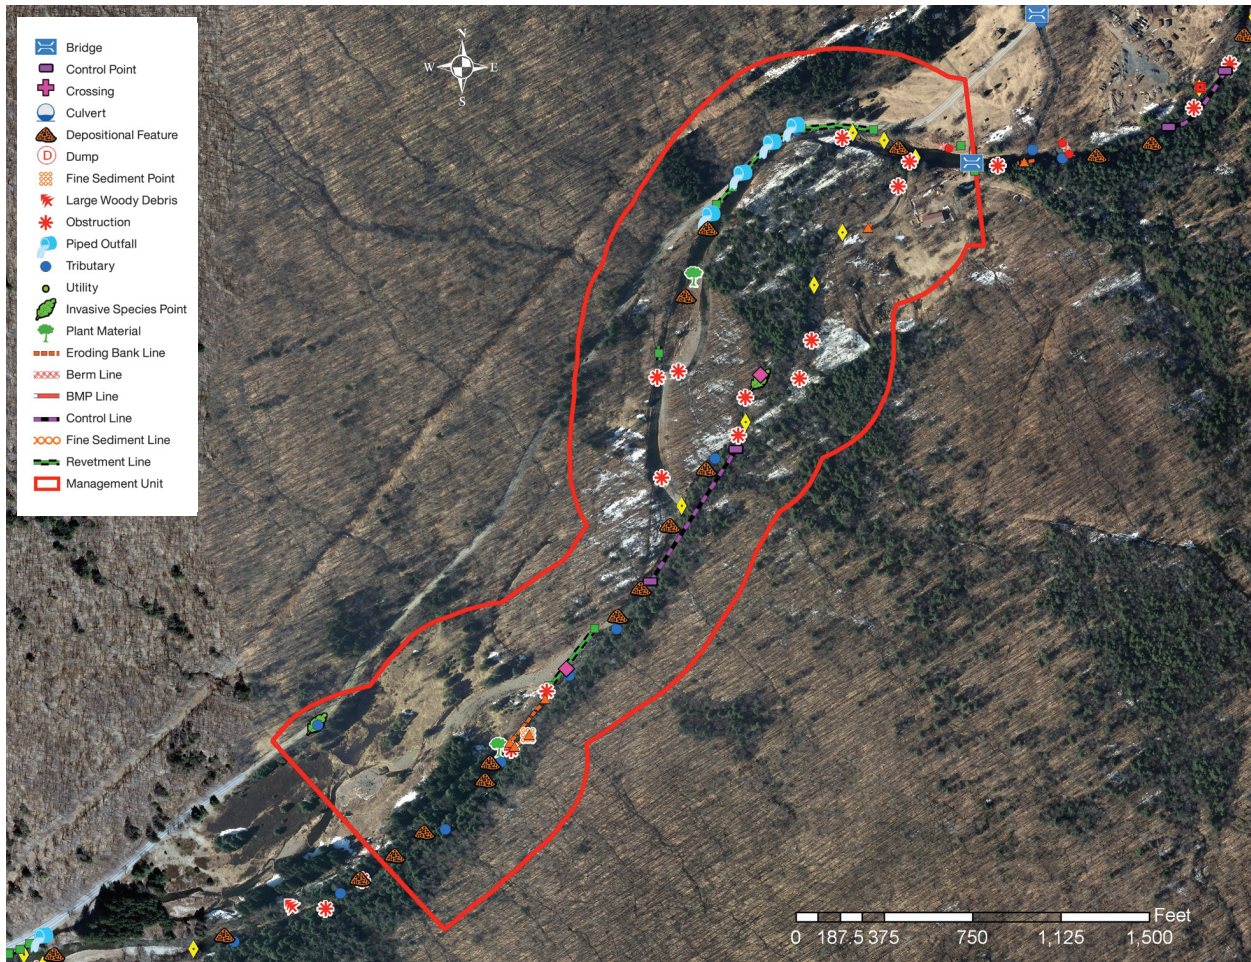 N
W E
S
Bridge
Control Point
Crossing
Culvert
Depositional Feature
D Dump
Fine Sediment Point
Large Woody Debris
Obstruction
Piped Outfall
Tributary
Utility
Invasive Species Point
Plant Material
Eroding Bank Line
Berm Line
BMP Line
Control Line
Fine Sediment Line
Revetment Line
Management Unit
Feet
0 187.5 375 750 1,125 1,500